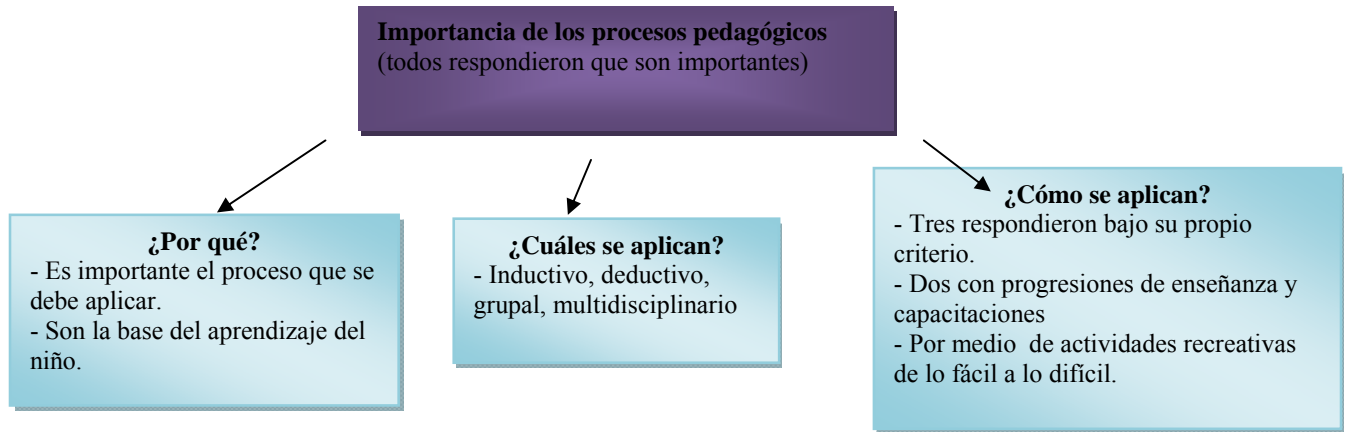 Importancia de los procesos pedagógicos
(todos respondieron que son importantes)
¿Por qué?
- Es importante el proceso que se
debe aplicar.
- Son la base del aprendizaje del
niño.
¿Cuáles se aplican?
- Inductivo, deductivo,
grupal, multidisciplinario
¿Cómo se aplican?
- Tres respondieron bajo su propio
criterio.
- Dos con progresiones de enseñanza y
capacitaciones
- Por medio  de actividades recreativas
de lo fácil a lo difícil.